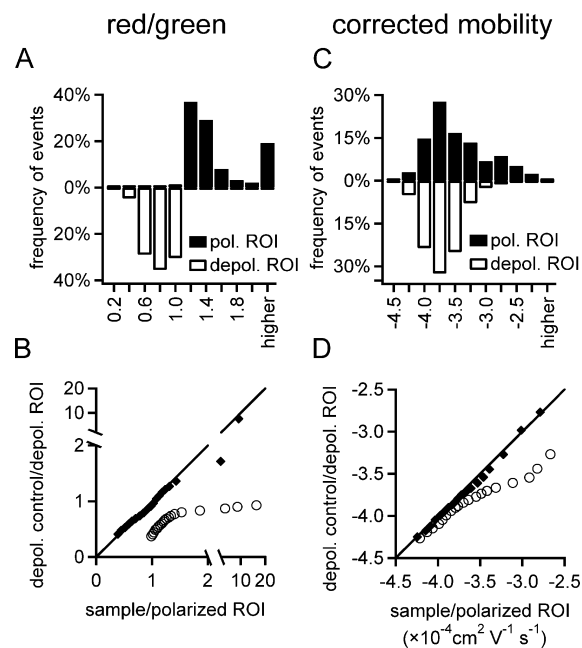 red/green
corrected mobility
A
C
frequency of events
40%
20%
0%
20%
40%
pol. ROI
depol. ROI
0.2
0.6
1.0
1.4
1.8
higher
frequency of events
30%
15%
0%
15%
30%
pol. ROI
depol. ROI
-4.5
-4.0
-3.5
-3.0
-2.5
higher
B
D
depol. control/depol. ROI
20
10
2
1
0
0
1
2
10
20
sample/polarized ROI
depol. control/depol. ROI
-2.5
-3.0
-3.5
-4.0
-4.5
-4.5
-4.0
-3.5
-3.0
-2.5
sample/polarized ROI
(×10⁻⁴cm² V⁻¹ s⁻¹)